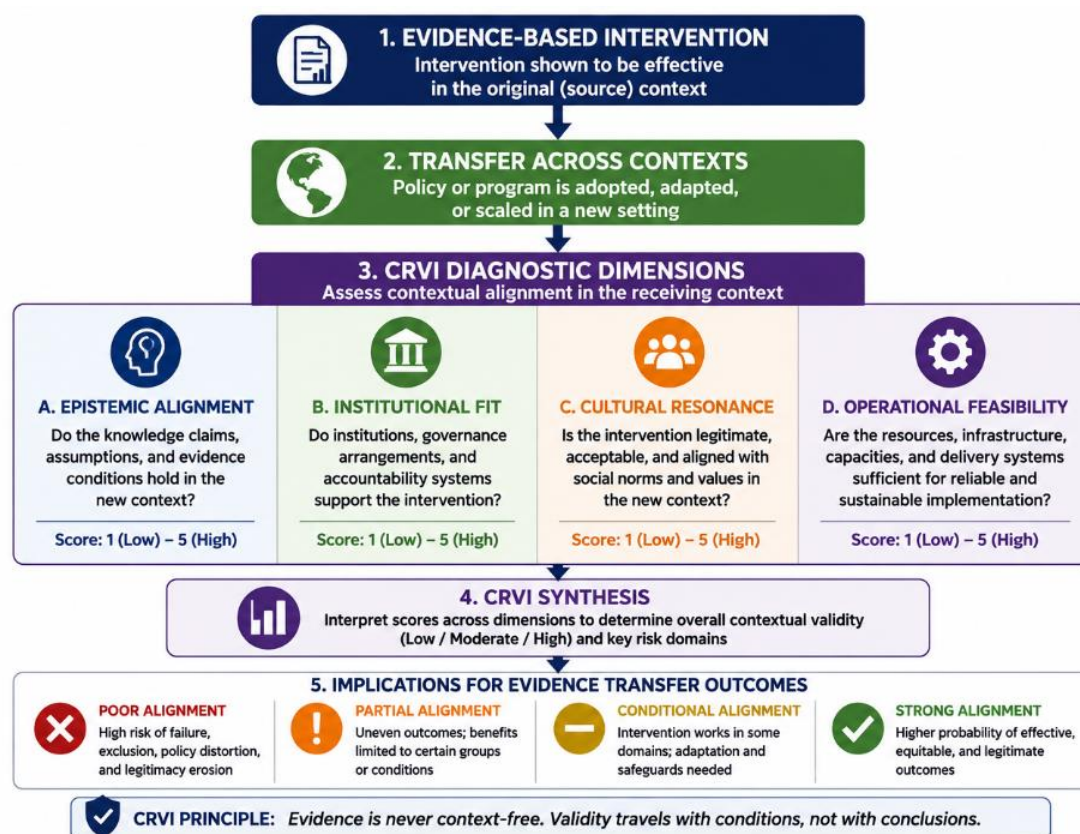 1. EVIDENCE-BASED INTERVENTION
Intervention shown to be effective
in the original (source) context
2. TRANSFER ACROSS CONTEXTS
Policy or program is adopted, adapted,
or scaled in a new setting
3. CRVI DIAGNOSTIC DIMENSIONS
Assess contextual alignment in the receiving context
A. EPISTEMIC ALIGNMENT
Do the knowledge claims,
assumptions, and evidence
conditions hold in the
new context?
Score: 1 (Low) – 5 (High)
B. INSTITUTIONAL FIT
Do institutions, governance
arrangements, and
accountability systems
support the intervention?
Score: 1 (Low) – 5 (High)
C. CULTURAL RESONANCE
Is the intervention legitimate,
acceptable, and aligned with
social norms and values in
the new context?
Score: 1 (Low) – 5 (High)
D. OPERATIONAL FEASIBILITY
Are the resources, infrastructure,
capacities, and delivery systems
sufficient for reliable and
sustainable implementation?
Score: 1 (Low) – 5 (High)
4. CRVI SYNTHESIS
Interpret scores across dimensions to determine overall contextual validity
(Low / Moderate / High) and key risk domains
5. IMPLICATIONS FOR EVIDENCE TRANSFER OUTCOMES
POOR ALIGNMENT
High risk of failure,
exclusion, policy distortion,
and legitimacy erosion
PARTIAL ALIGNMENT
Uneven outcomes; benefits
limited to certain groups
or conditions
CONDITIONAL ALIGNMENT
Intervention works in some
domains; adaptation and
safeguards needed
STRONG ALIGNMENT
Higher probability of effective,
equitable, and legitimate
outcomes
CRVI PRINCIPLE: Evidence is never context-free. Validity travels with conditions, not with conclusions.